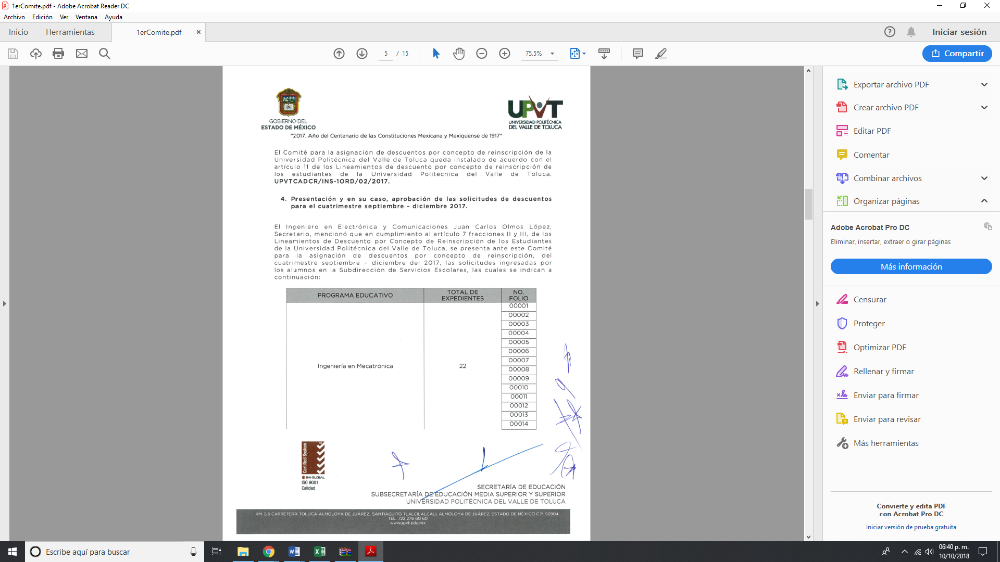 1erComite.pdf - Adobe Acrobat Reader DC
Archivo Edición Ver Ventana Ayuda
Inicio Herramientas 1erComite.pdf Iniciar sesión
5 / 15 75.5% Compartir
GOBIERNO DEL
ESTADO DE MÉXICO
UPVT
UNIVERSIDAD POLITÉCNICA
DEL VALLE DE TOLUCA
"2017. Año del Centenario de las Constituciones Mexicana y Mexiquense de 1917"
El Comité para la asignación de descuentos por concepto de reinscripción de la
Universidad Politécnica del Valle de Toluca queda instalado de acuerdo con el
artículo 11 de los Lineamientos de descuento por concepto de reinscripción de
los estudiantes de la Universidad Politécnica del Valle de Toluca.
UPVTCADCR/INS-1ORD/02/2017.
4. Presentación y en su caso, aprobación de las solicitudes de descuentos
para el cuatrimestre septiembre – diciembre 2017.
El Ingeniero en Electrónica y Comunicaciones Juan Carlos Olmos López,
Secretario, mencionó que en cumplimiento al artículo 7 fracciones II y III, de los
Lineamientos de Descuento por Concepto de Reinscripción de los Estudiantes
de la Universidad Politécnica del Valle de Toluca, se presenta ante este Comité
para la asignación de descuentos por concepto de reinscripción, del
cuatrimestre septiembre – diciembre del 2017, las solicitudes ingresadas por
los alumnos en la Subdirección de Servicios Escolares, las cuales se indican a
continuación:
PROGRAMA EDUCATIVO
TOTAL DE
EXPEDIENTES
NO.
FOLIO
00001
00002
00003
00004
00005
00006
00007
Ingeniería en Mecatrónica
22
00008
00009
00010
00011
00012
00013
00014
Certified System
SAI GLOBAL
ISO 9001
Calidad
SECRETARÍA DE EDUCACIÓN
SUBSECRETARÍA DE EDUCACIÓN MEDIA SUPERIOR Y SUPERIOR
UNIVERSIDAD POLITÉCNICA DEL VALLE DE TOLUCA
KM. 5.6 CARRETERA TOLUCA-ALMOLOYA DE JUÁREZ, SANTIAGUITO TLALCILALCALI, ALMOLOYA DE JUÁREZ, ESTADO DE MÉXICO C.P. 50904.
TEL. 722 276 60 60
www.upvt.edu.mx
Exportar archivo PDF
Crear archivo PDF
Editar PDF
Comentar
Combinar archivos
Organizar páginas
Adobe Acrobat Pro DC
Eliminar, insertar, extraer o girar páginas
Más información
Censurar
Proteger
Optimizar PDF
Rellenar y firmar
Enviar para firmar
Enviar para revisar
Más herramientas
Convierte y edita PDF
con Acrobat Pro DC
Iniciar versión de prueba gratuita
Escribe aquí para buscar
06:40 p. m.
10/10/2018